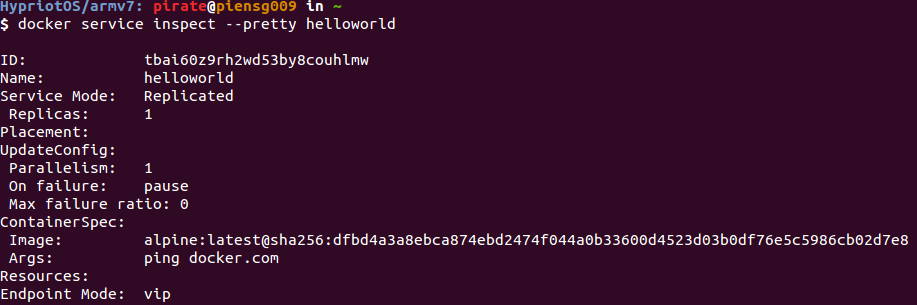 HypriotOS/armv7: pirate@piensg009 in ~
$ docker service inspect --pretty helloworld
ID: tbai60z9rh2wd53by8couhlmw
Name: helloworld
Service Mode: Replicated
Replicas: 1
Placement:
UpdateConfig:
Parallelism: 1
On failure: pause
Max failure ratio: 0
ContainerSpec:
Image: alpine:latest@sha256:dfbd4a3a8ebca874ebd2474f044a0b33600d4523d03b0df76e5c5986cb02d7e8
Args: ping docker.com
Resources:
Endpoint Mode: vip